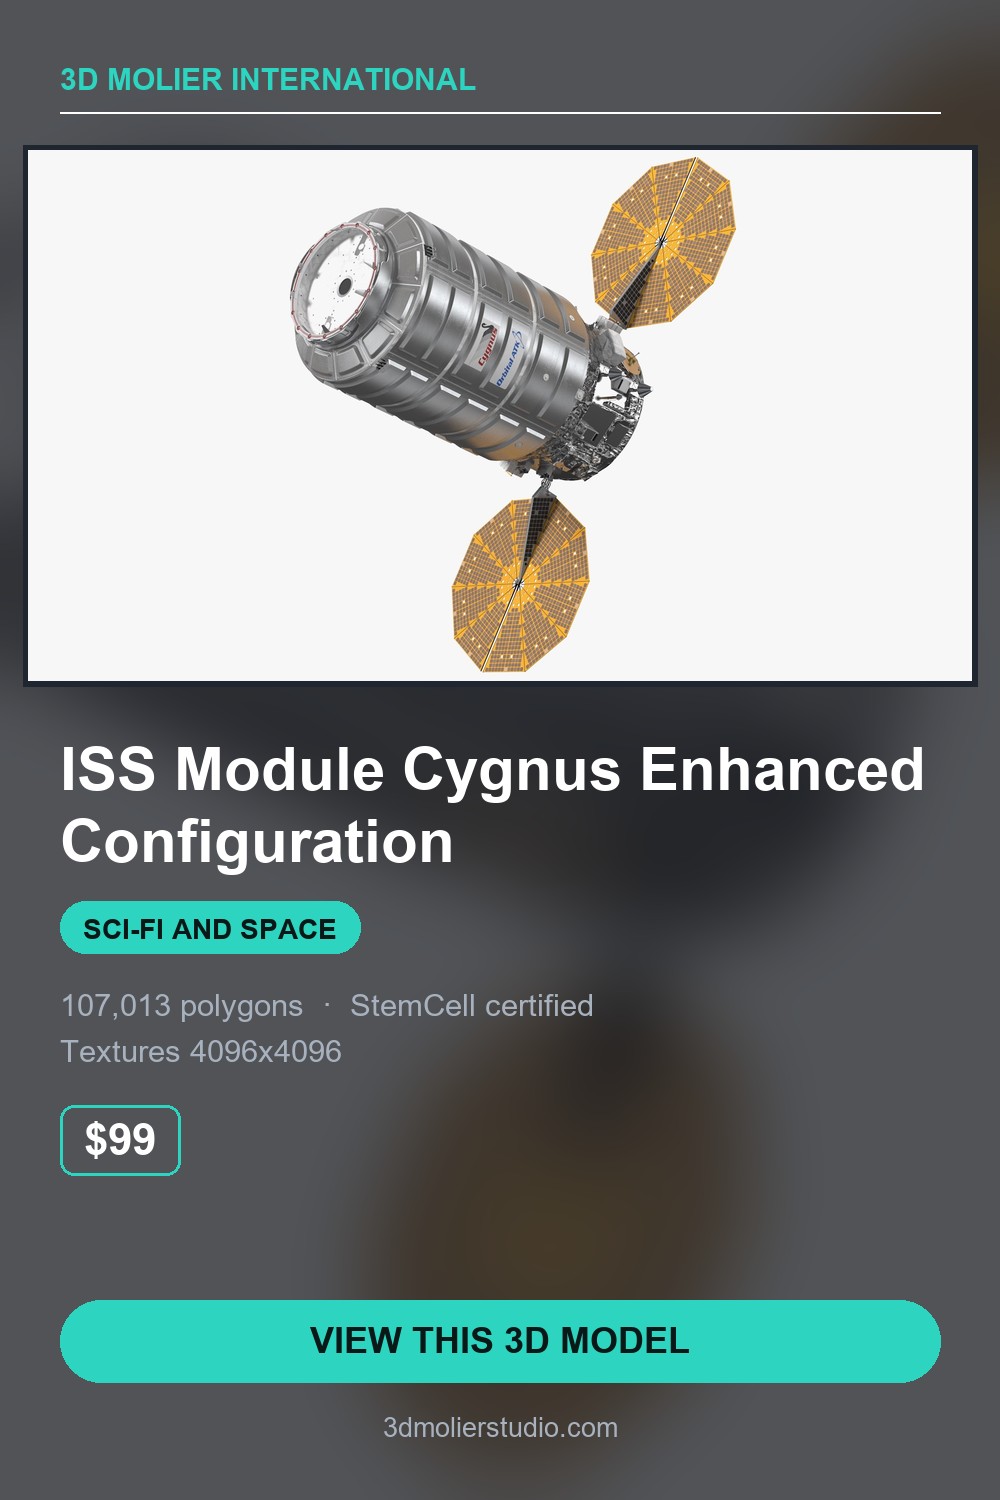 3D MOLIER INTERNATIONAL
Cygnus
Orbital ATK
ISS Module Cygnus Enhanced
Configuration
SCI-FI AND SPACE
107,013 polygons · StemCell certified
Textures 4096x4096
$99
VIEW THIS 3D MODEL
3dmolierstudio.com